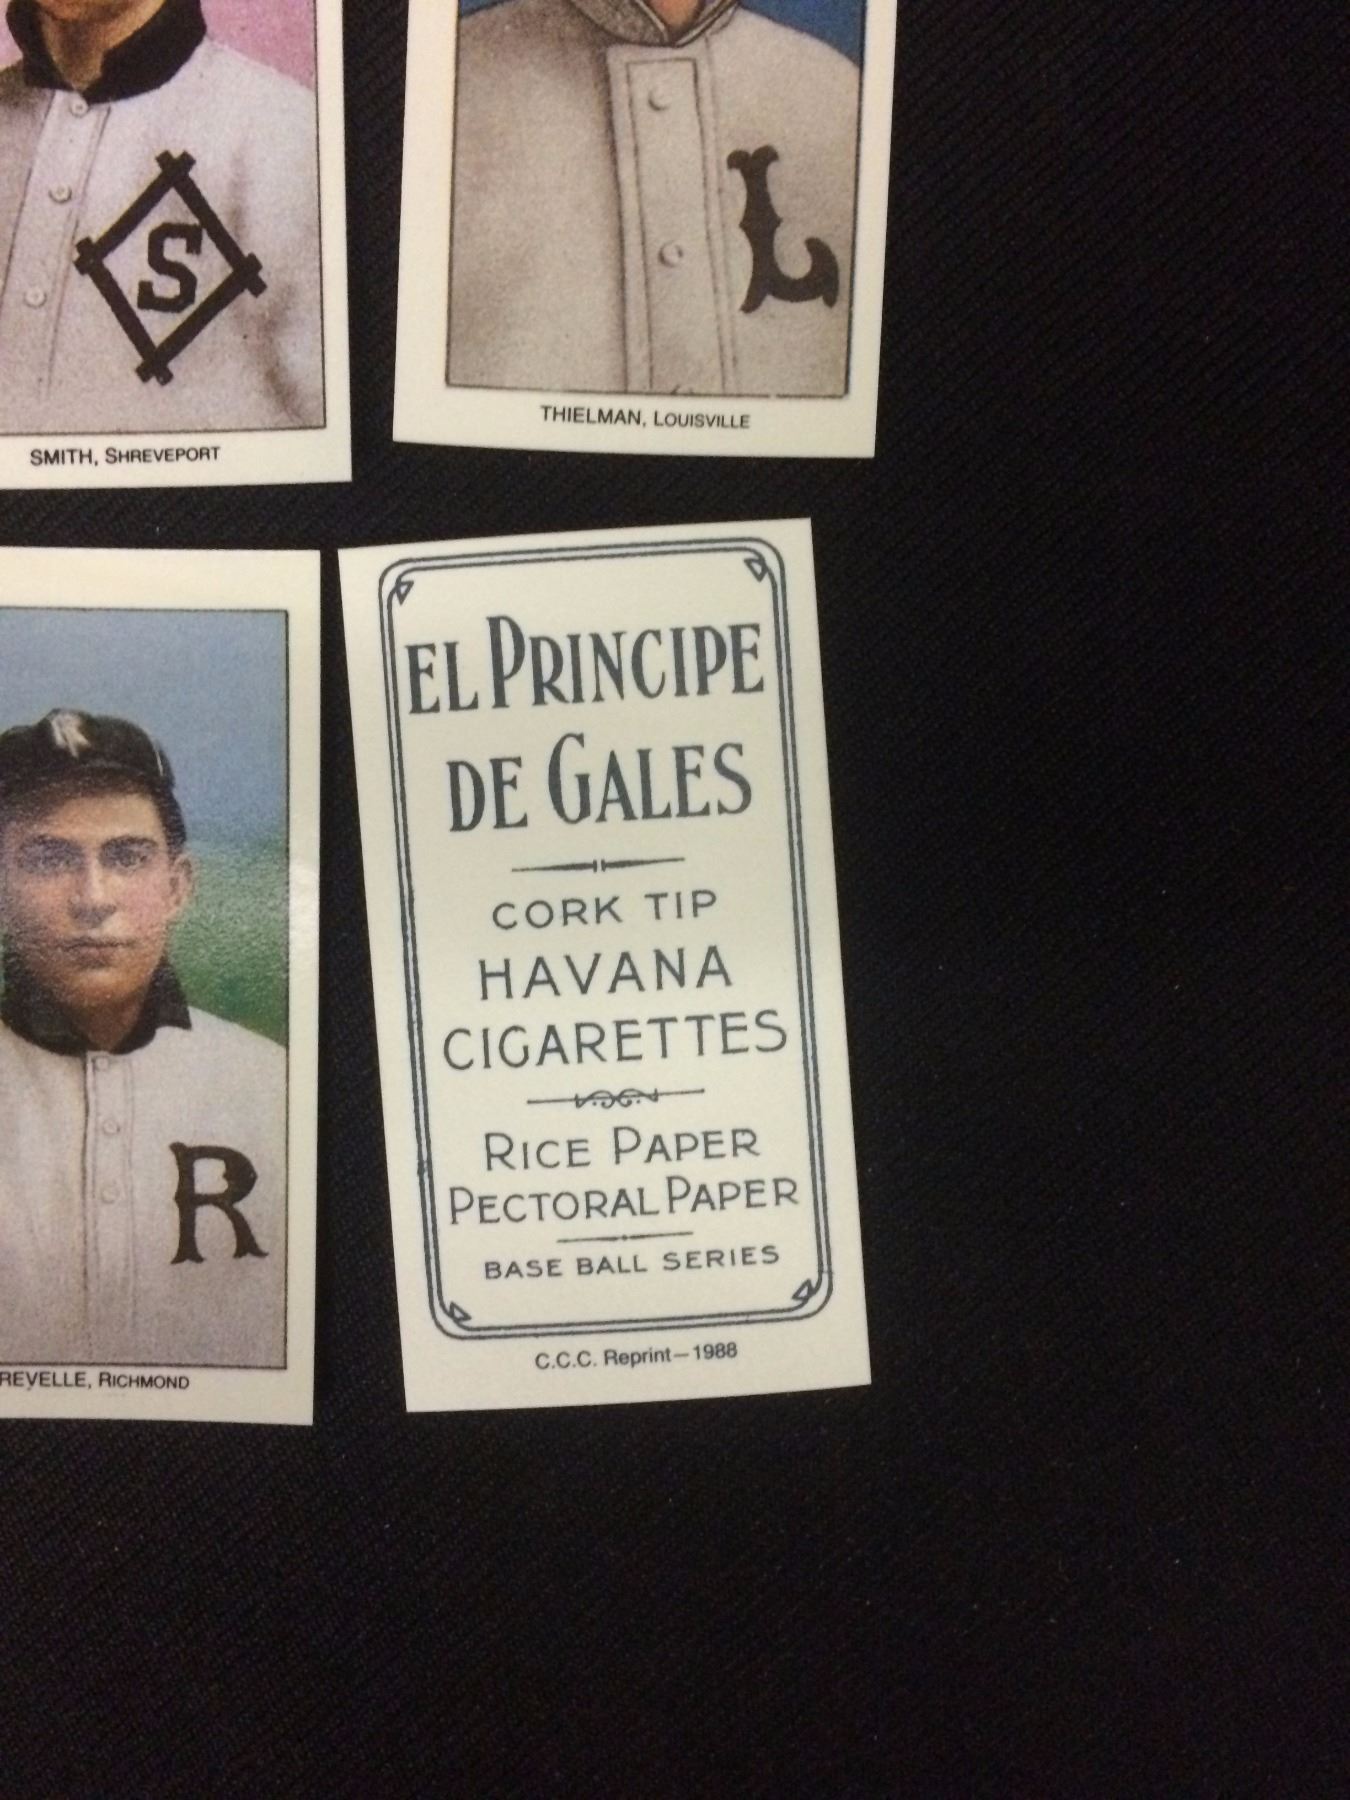 S
L
SMITH, SHREVEPORT
THIELMAN, LOUISVILLE
R
REVELLE, RICHMOND
EL PRINCIPE
DE GALES
CORK TIP
HAVANA
CIGARETTES
RICE PAPER
PECTORAL PAPER
BASE BALL SERIES
C.C.C. Reprint—1988